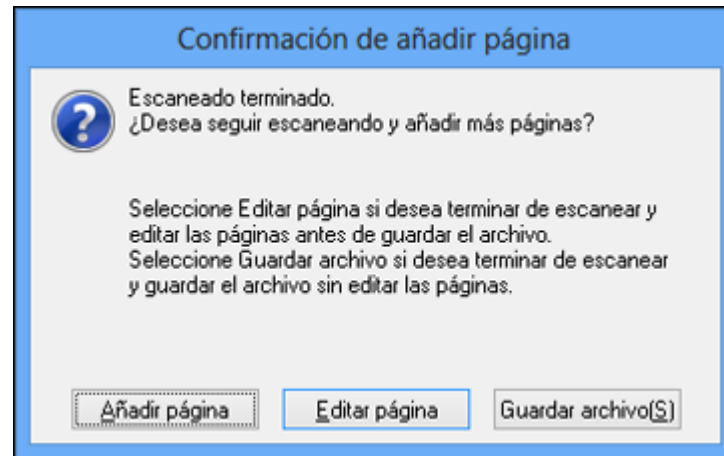 Confirmación de añadir página
Escaneado terminado.
¿Desea seguir escaneando y añadir más páginas?
Seleccione Editar página si desea terminar de escanear y
editar las páginas antes de guardar el archivo.
Seleccione Guardar archivo si desea terminar de escanear
y guardar el archivo sin editar las páginas.
Añadir página
Editar página
Guardar archivo(S)